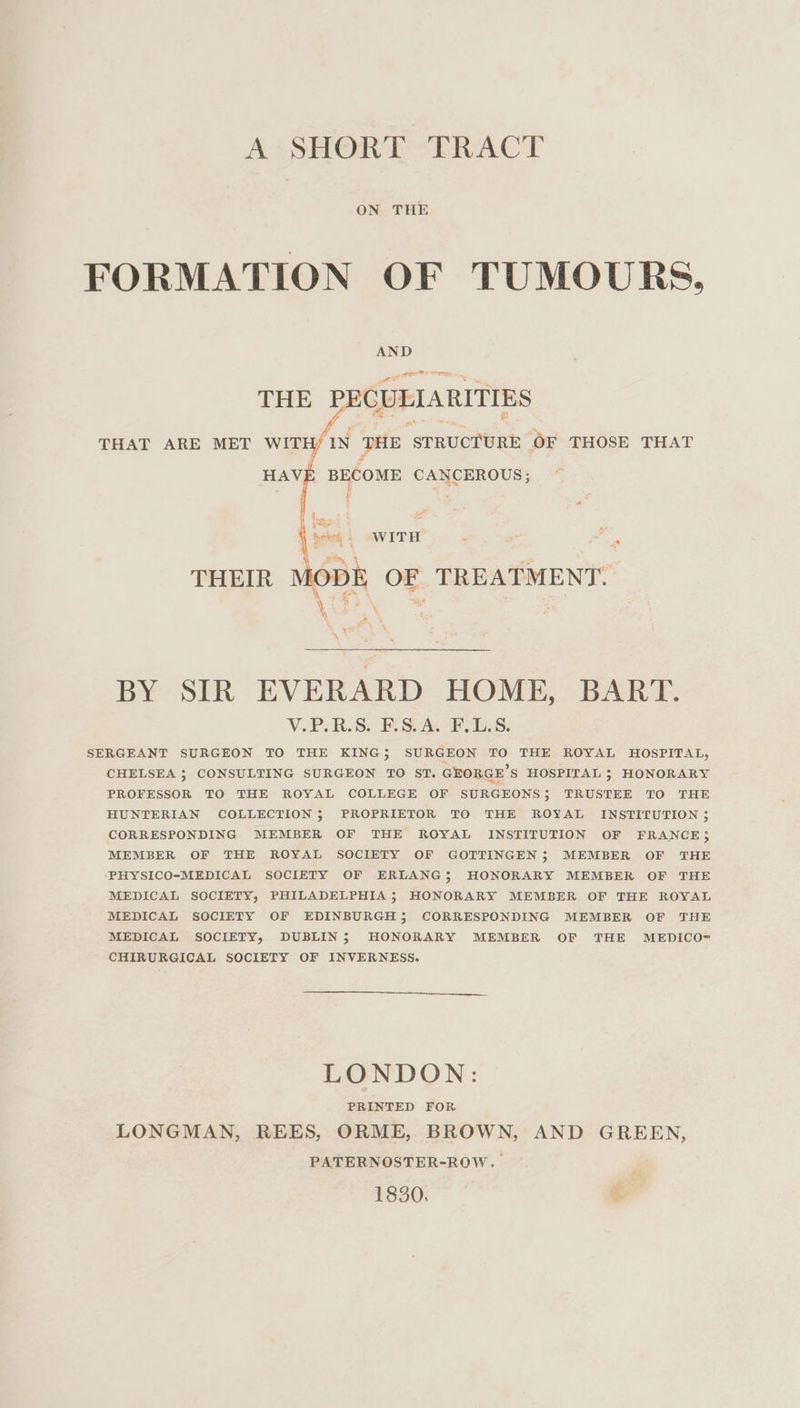 A SHORT TRACT
ON THE
FORMATION OF TUMOURS,
AND
THE PECULIARITIES
THAT ARE MET WITH IN THE STRUCTURE OF THOSE THAT
HAVE BECOME CANCEROUS;
WITH
THEIR MODE OF TREATMENT.
BY SIR EVERARD HOME, BART.
V.P.R.S. F.S.A. F.L.S.
SERGEANT SURGEON TO THE KING; SURGEON TO THE ROYAL HOSPITAL,
CHELSEA; CONSULTING SURGEON TO ST. GEORGE'S HOSPITAL; HONORARY
PROFESSOR TO THE ROYAL COLLEGE OF SURGEONS; TRUSTEE TO THE
HUNTERIAN COLLECTION; PROPRIETOR TO THE ROYAL INSTITUTION;
CORRESPONDING MEMBER OF THE ROYAL INSTITUTION OF FRANCE;
MEMBER OF THE ROYAL SOCIETY OF GOTTINGEN; MEMBER OF THE
PHYSICO-MEDICAL SOCIETY OF ERLANG; HONORARY MEMBER OF THE
MEDICAL SOCIETY, PHILADELPHIA; HONORARY MEMBER OF THE ROYAL
MEDICAL SOCIETY OF EDINBURGH; CORRESPONDING MEMBER OF THE
MEDICAL SOCIETY, DUBLIN; HONORARY MEMBER OF THE MEDICO-
CHIRURGICAL SOCIETY OF INVERNESS.
LONDON:
PRINTED FOR
LONGMAN, REES, ORME, BROWN, AND GREEN,
PATERNOSTER-ROW.
1830.